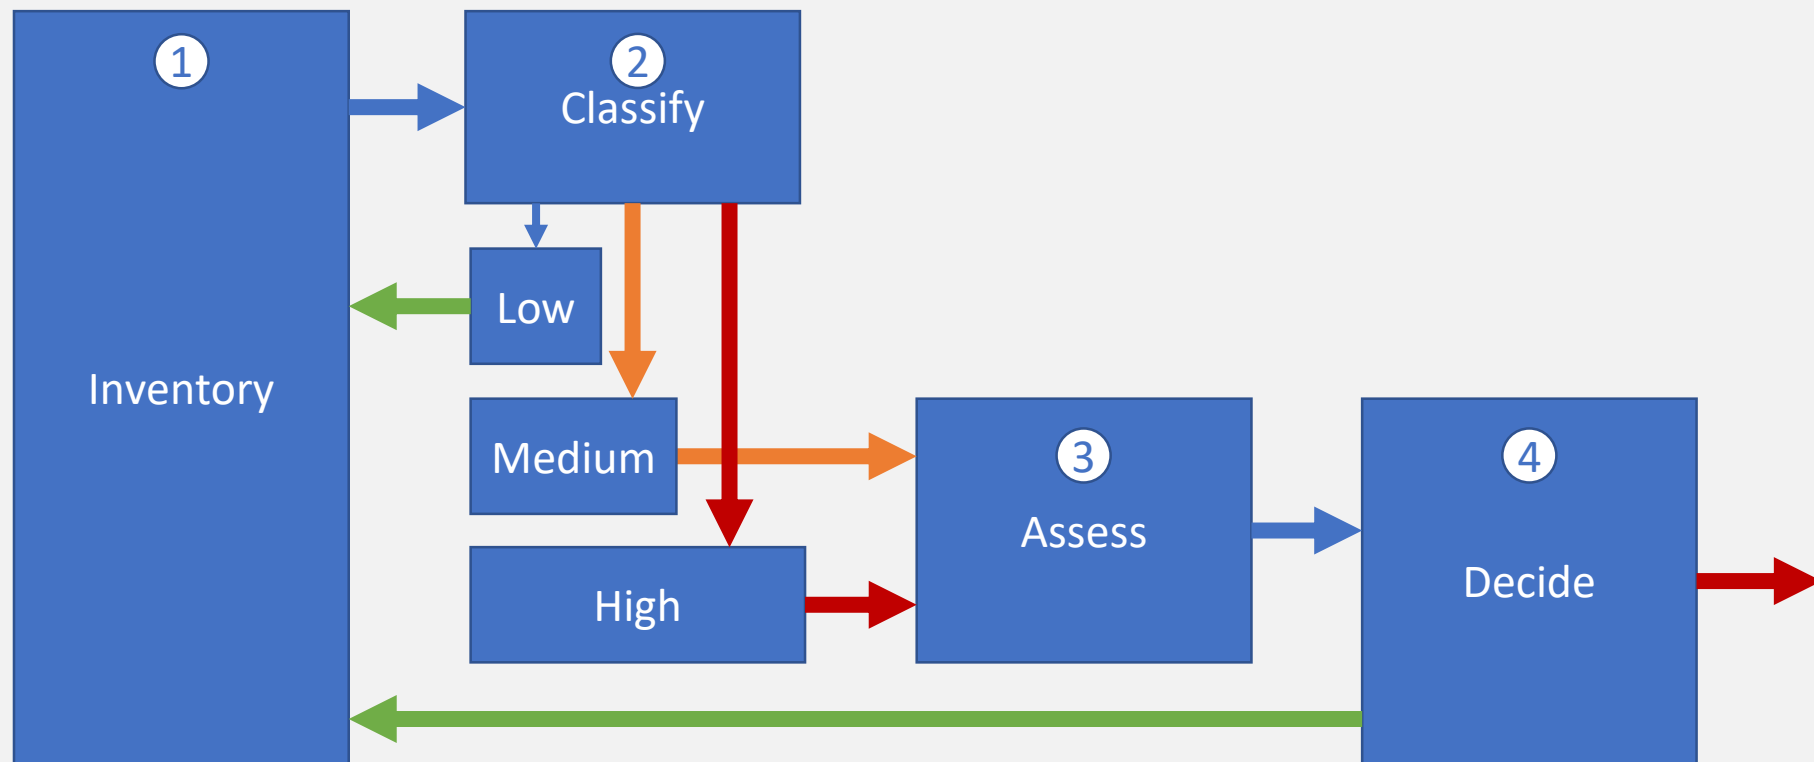 1
Inventory
2
Classify
Low
Medium
High
3
Assess
4
Decide